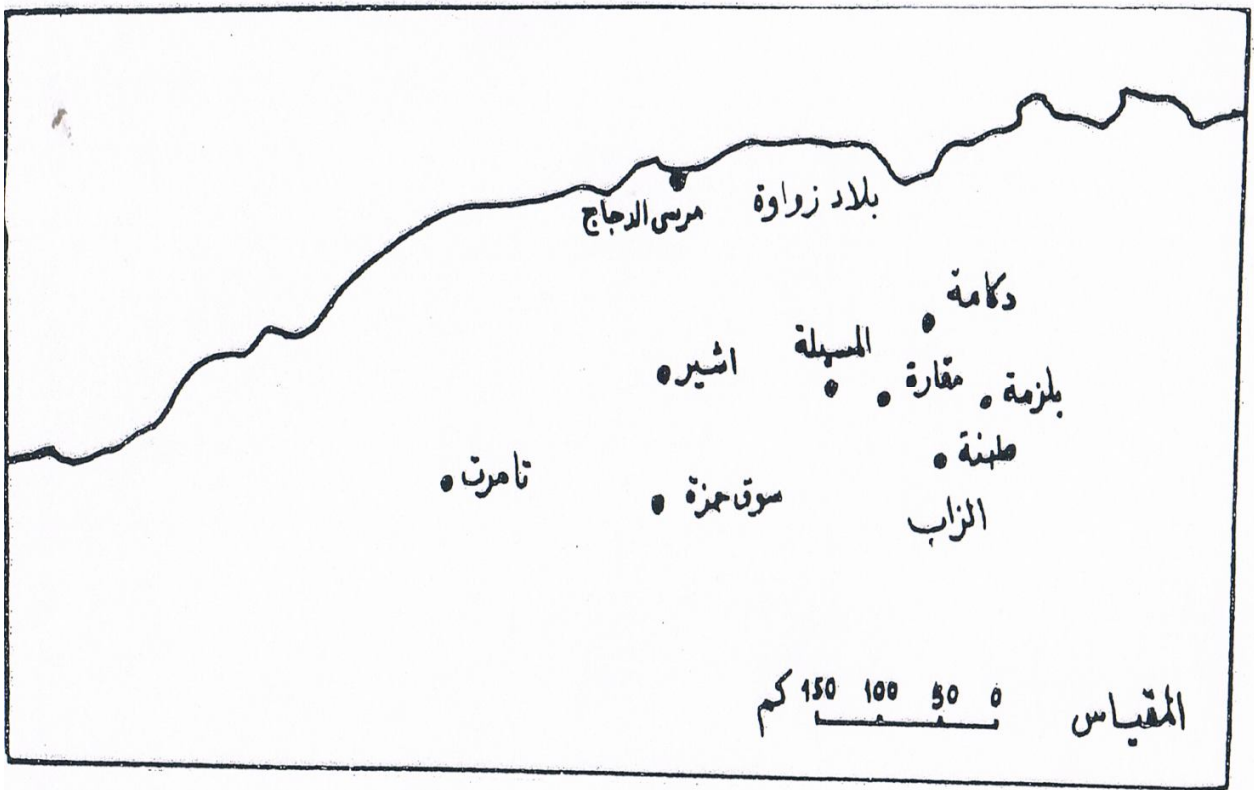 بلاد زواوة
مرسى الدجاج
دكامة
المسيلة
اشير
مقارة
بلزمة
طبنة
تامرت
سوق حمزة
الزاب
المقياس
0 50 100 150 كم